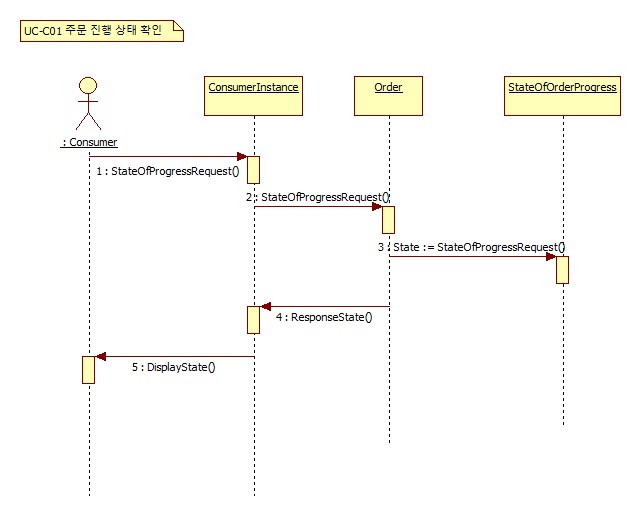 UC-C01 주문 진행 상태 확인
ConsumerInstance
Order
StateOfOrderProgress
: Consumer
1 : StateOfProgressRequest()
2 : StateOfProgressRequest()
3 : State := StateOfProgressRequest()
4 : ResponseState()
5 : DisplayState()